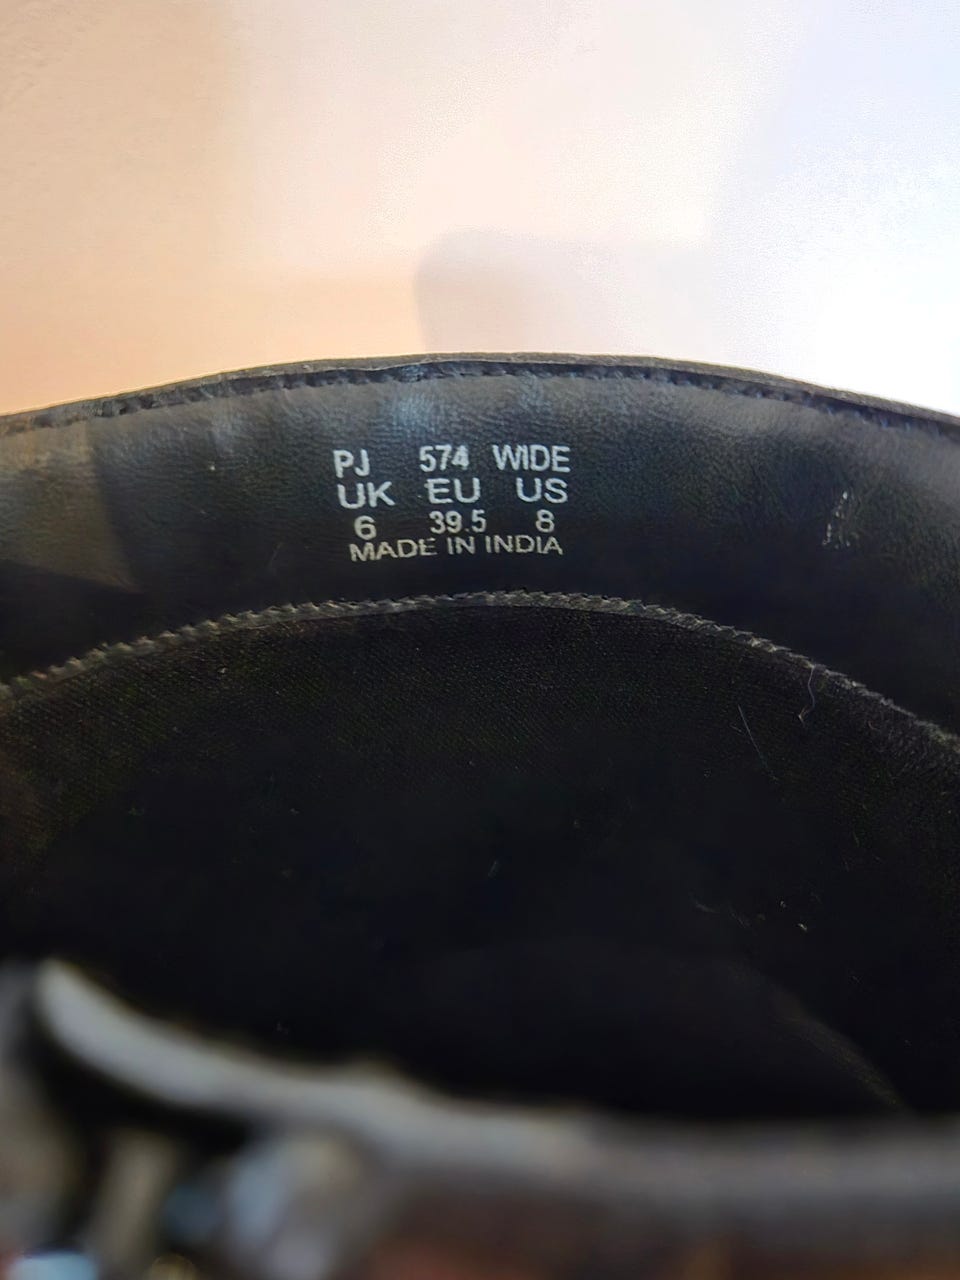 PJ 574 WIDE
UK EU US
6 39.5 8
MADE IN INDIA